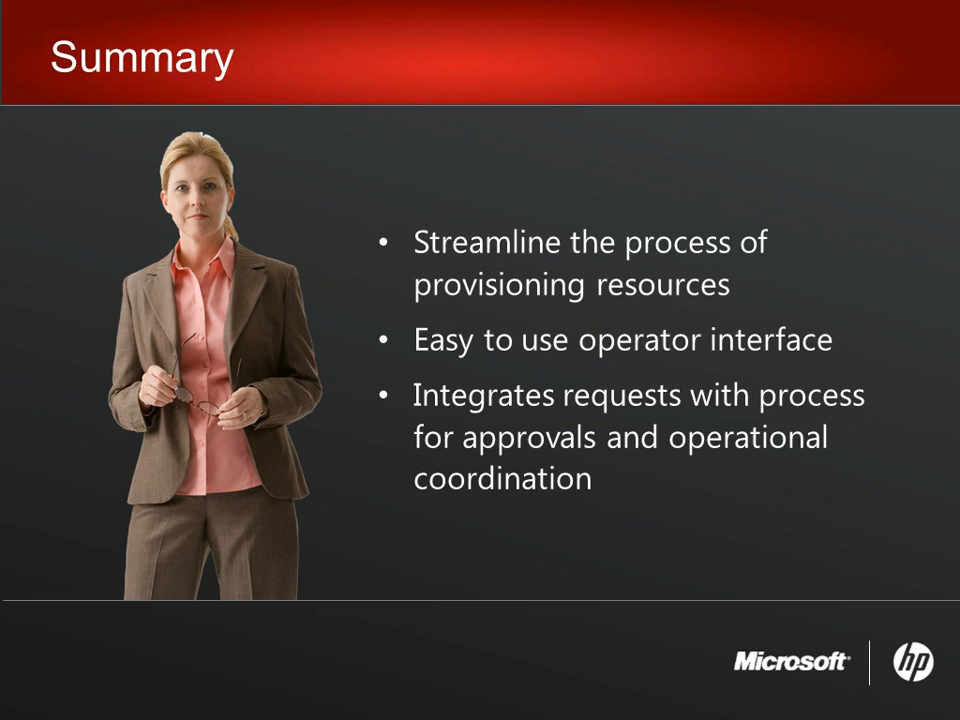 Summary
• Streamline the process of
provisioning resources
• Easy to use operator interface
• Integrates requests with process
for approvals and operational
coordination
Microsoft
hp